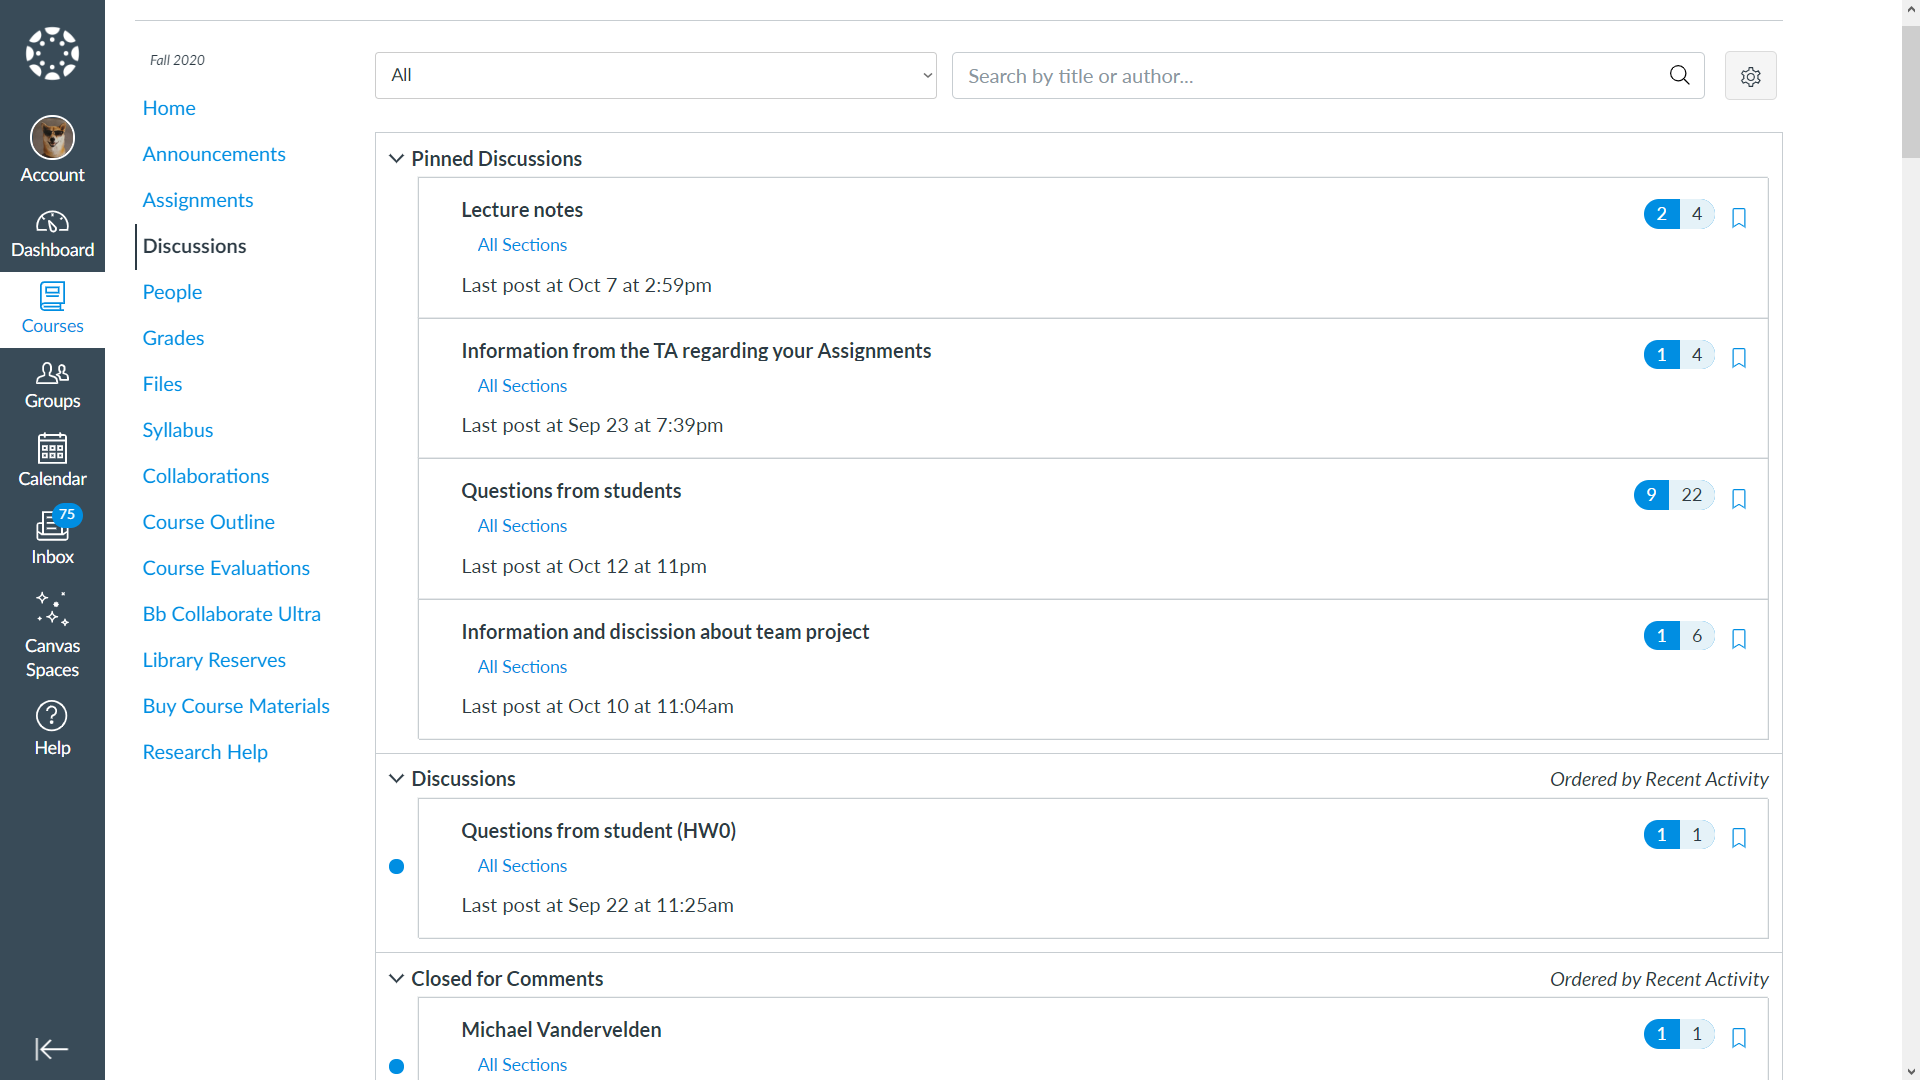 Account
Dashboard
Courses
Groups
Calendar
75
Inbox
Canvas
Spaces
Help
Fall 2020
Home
Announcements
Assignments
Discussions
People
Grades
Files
Syllabus
Collaborations
Course Outline
Course Evaluations
Bb Collaborate Ultra
Library Reserves
Buy Course Materials
Research Help
All
Search by title or author...
Pinned Discussions
Lecture notes
2 4
All Sections
Last post at Oct 7 at 2:59pm
Information from the TA regarding your Assignments
1 4
All Sections
Last post at Sep 23 at 7:39pm
Questions from students
9 22
All Sections
Last post at Oct 12 at 11pm
Information and discission about team project
1 6
All Sections
Last post at Oct 10 at 11:04am
Discussions
Ordered by Recent Activity
Questions from student (HW0)
1 1
All Sections
Last post at Sep 22 at 11:25am
Closed for Comments
Ordered by Recent Activity
Michael Vandervelden
1 1
All Sections